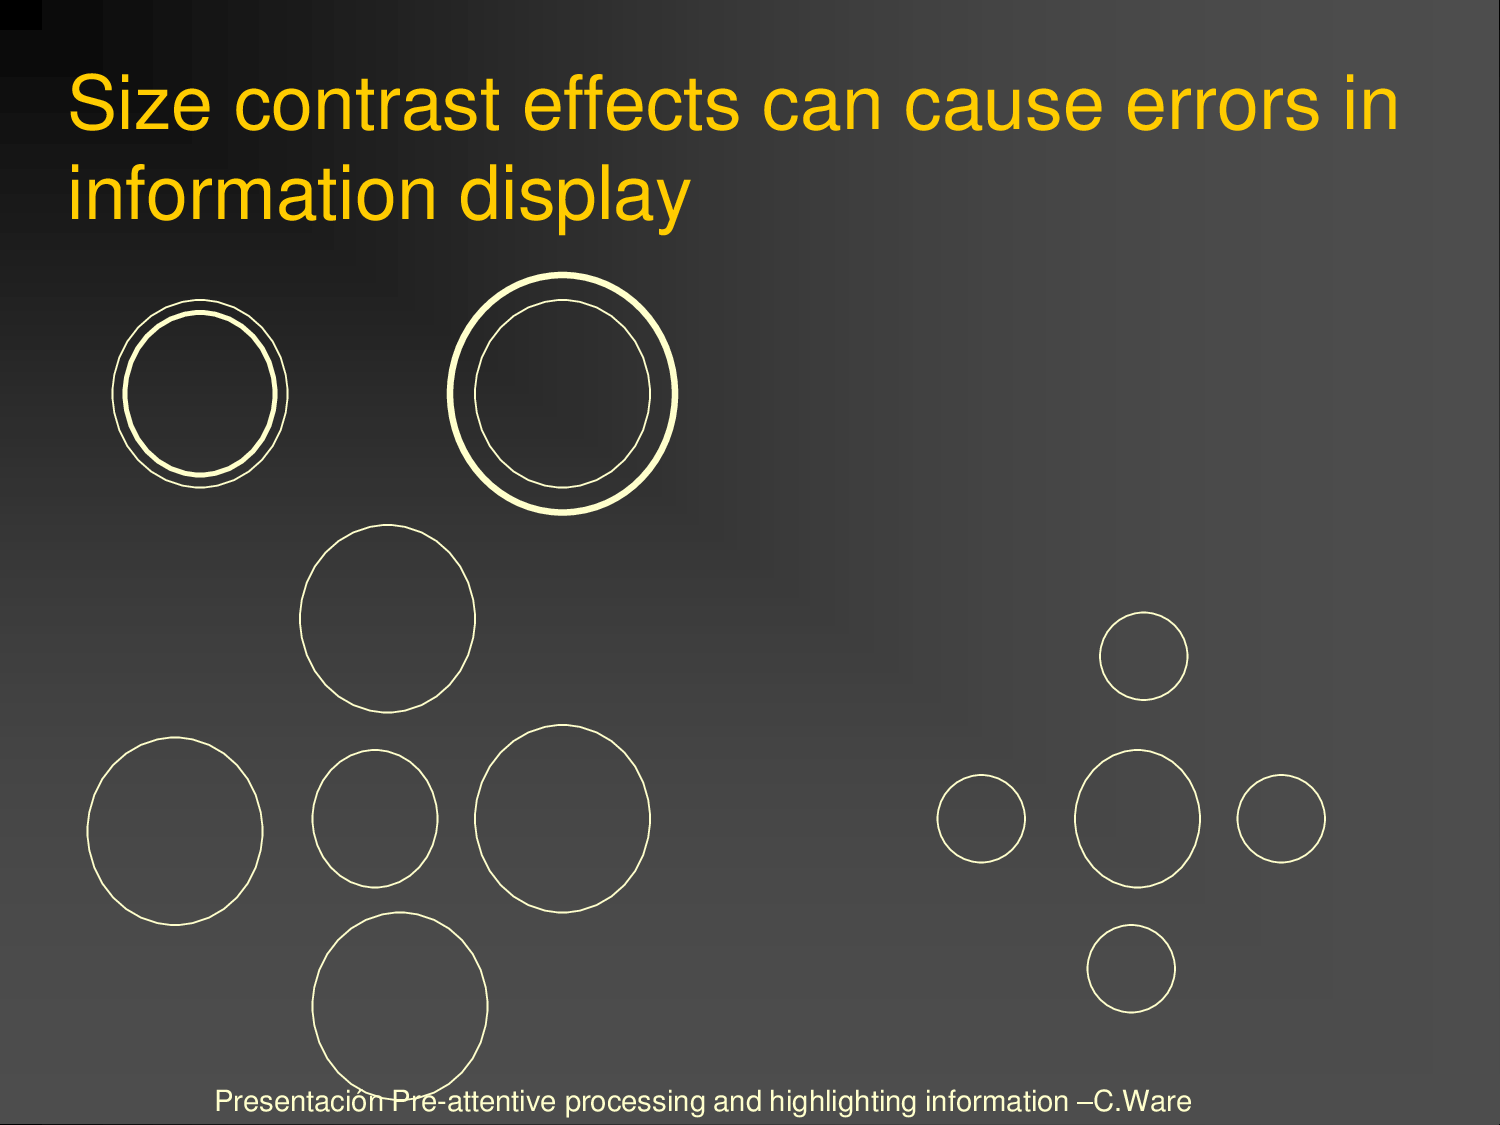 Size contrast effects can cause errors in
information display
Presentación Pre-attentive processing and highlighting information –C.Ware